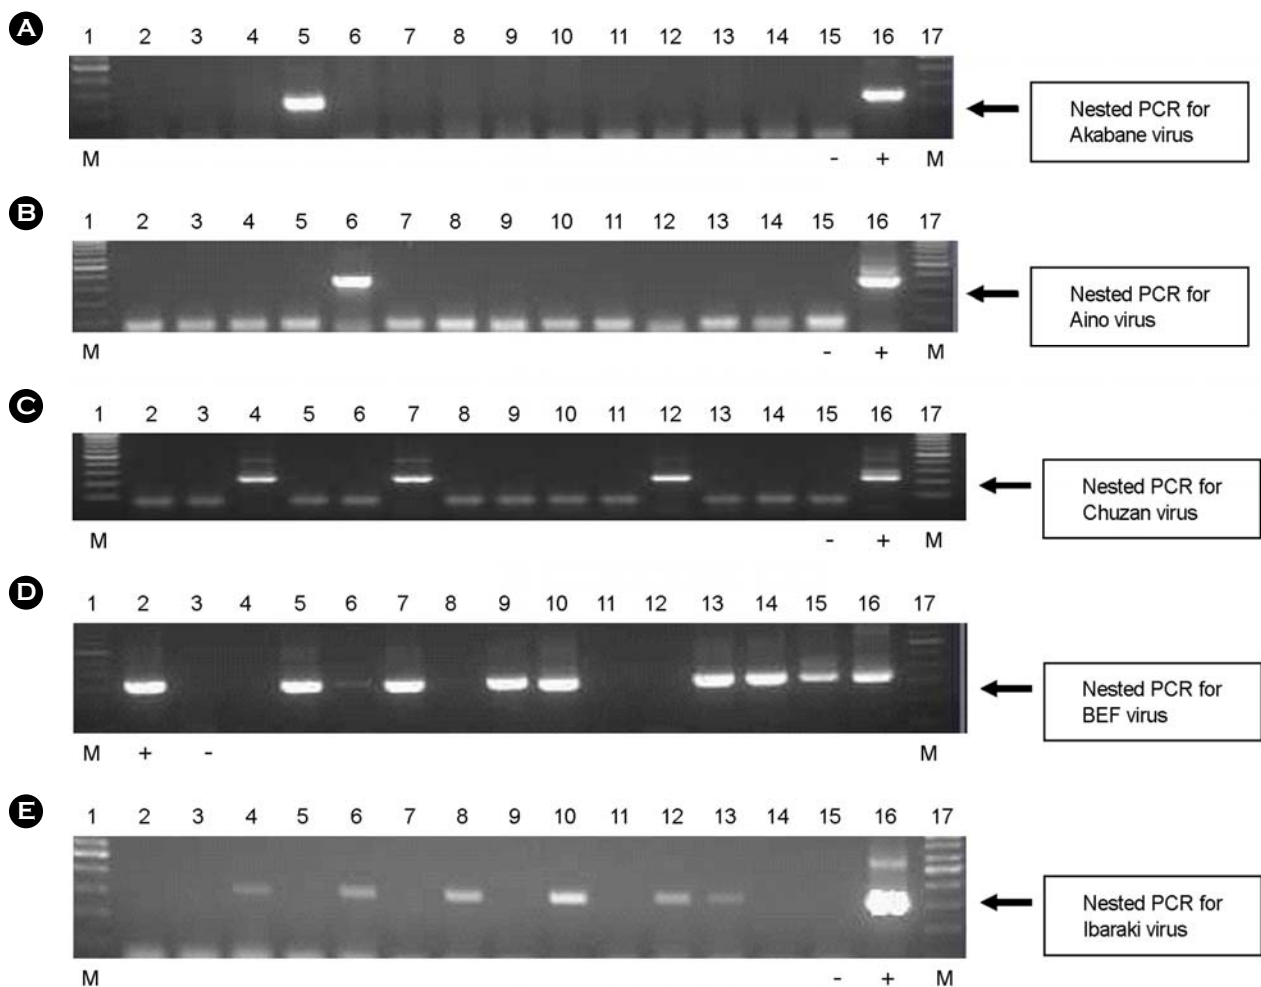 A
1 2 3 4 5 6 7 8 9 10 11 12 13 14 15 16 17
Nested PCR for
Akabane virus
M - + M
B
1 2 3 4 5 6 7 8 9 10 11 12 13 14 15 16 17
Nested PCR for
Aino virus
M - + M
C
1 2 3 4 5 6 7 8 9 10 11 12 13 14 15 16 17
Nested PCR for
Chuzan virus
M - + M
D
1 2 3 4 5 6 7 8 9 10 11 12 13 14 15 16 17
Nested PCR for
BEF virus
M + - M
E
1 2 3 4 5 6 7 8 9 10 11 12 13 14 15 16 17
Nested PCR for
Ibaraki virus
M - + M